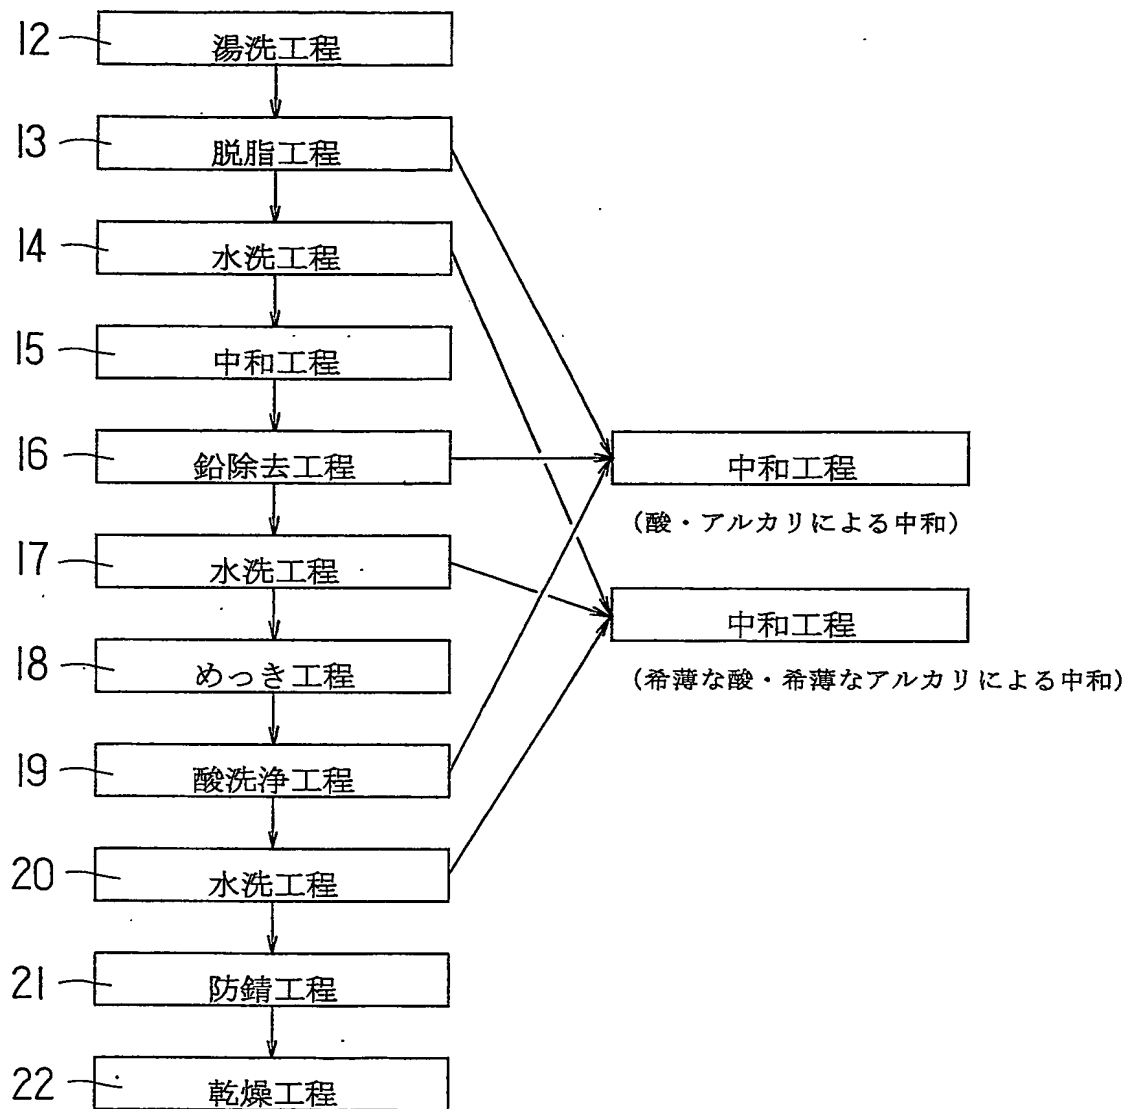 12 湯洗工程
13 脱脂工程
14 水洗工程
15 中和工程
16 鉛除去工程
中和工程
(酸・アルカリによる中和)
17 水洗工程
中和工程
18 めっき工程
(希薄な酸・希薄なアルカリによる中和)
19 酸洗浄工程
20 水洗工程
21 防錆工程
22 乾燥工程